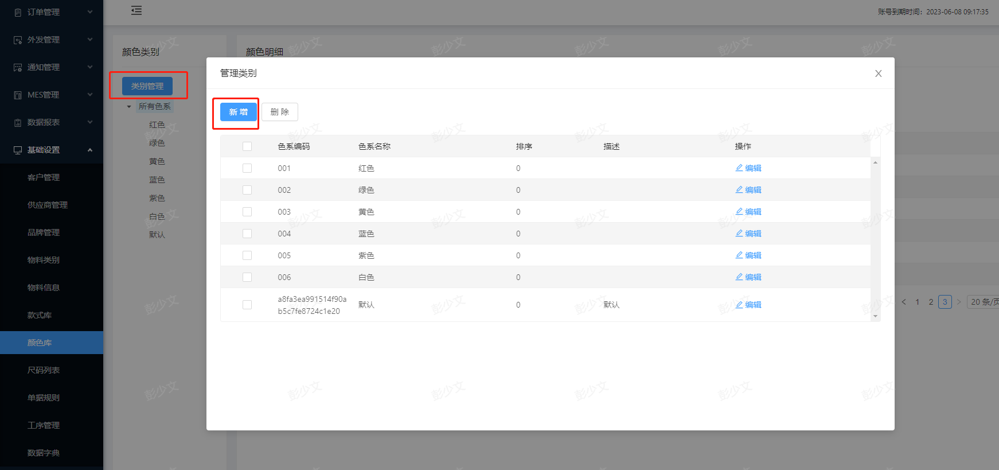 订单管理
外发管理
通知管理
MES管理
数据报表
基础设置
客户管理
供应商管理
品牌管理
物料类别
物料信息
款式库
颜色库
尺码列表
单据规则
工序管理
数据字典
账号到期时间：2023-06-08 09:17:35
颜色类别
颜色明细
类别管理
所有色系
红色
绿色
黄色
蓝色
紫色
白色
默认
管理类别
X
新 增
删 除
色系编码 色系名称 排序 描述 操作
001 红色 0 编辑
002 绿色 0 编辑
003 黄色 0 编辑
004 蓝色 0 编辑
005 紫色 0 编辑
006 白色 0 编辑
a8fa3ea991514f90a
b5c7fe8724c1e20 默认 0 默认 编辑
< 1 2 3 > 20 条/页
彭少文